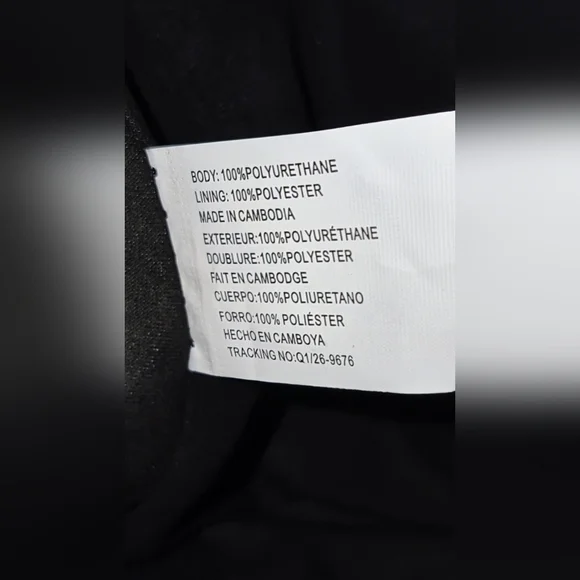 BODY: 100%POLYURETHANE
LINING: 100%POLYESTER
MADE IN CAMBODIA
EXTERIEUR:100%POLYURÉTHANE
DOUBLURE:100%POLYESTER
FAIT EN CAMBODGE
CUERPO:100%POLIURETANO
FORRO:100% POLIÉSTER
HECHO EN CAMBOYA
TRACKING NO:Q1/26-9676